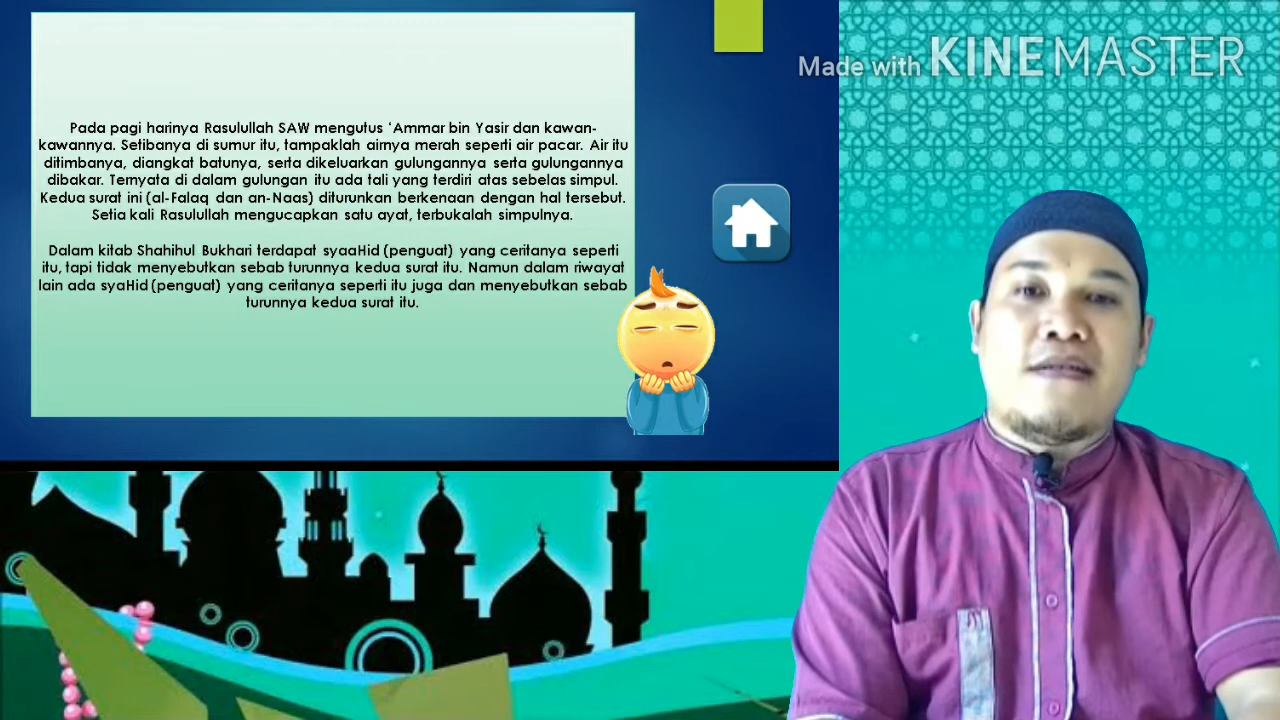 Pada pagi harinya Rasulullah SAW mengutus ‘Ammar bin Yasir dan kawan-
kawannya. Setibanya di sumur itu, tampaklah airnya merah seperti air pacar. Air itu
ditimbanya, diangkat batunya, serta dikeluarkan gulungannya serta gulungannya
dibakar. Ternyata di dalam gulungan itu ada tali yang terdiri atas sebelas simpul.
Kedua surat ini (al-Falaq dan an-Naas) diturunkan berkenaan dengan hal tersebut.
Setia kali Rasulullah mengucapkan satu ayat, terbukalah simpulnya.
Dalam kitab Shahihul Bukhari terdapat syaaHid (penguat) yang ceritanya seperti
itu, tapi tidak menyebutkan sebab turunnya kedua surat itu. Namun dalam riwayat
lain ada syaHid (penguat) yang ceritanya seperti itu juga dan menyebutkan sebab
turunnya kedua surat itu.
Made with KINEMASTER